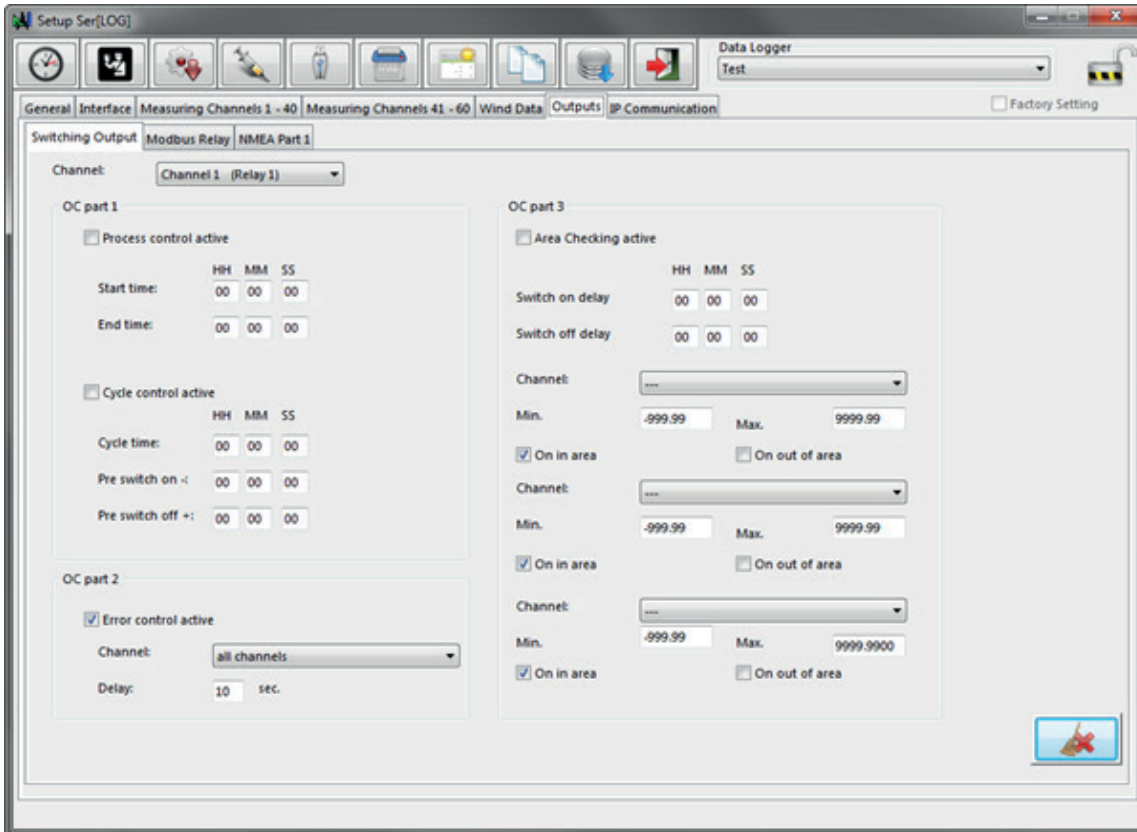 Setup Ser[LOG]
Data Logger
Test
General Interface Measuring Channels 1 - 40 Measuring Channels 41 - 60 Wind Data Outputs IP Communication
Factory Setting
Switching Output Modbus Relay NMEA Part 1
Channel: Channel 1 (Relay 1)
OC part 1
Process control active
HH MM SS
Start time: 00 00 00
End time: 00 00 00
Cycle control active
HH MM SS
Cycle time: 00 00 00
Pre switch on -: 00 00 00
Pre switch off +: 00 00 00
OC part 2
Error control active
Channel: all channels
Delay: 10 sec.
OC part 3
Area Checking active
HH MM SS
Switch on delay 00 00 00
Switch off delay 00 00 00
Channel: ---
Min. -999.99 Max. 9999.99
On in area On out of area
Channel: ---
Min. -999.99 Max. 9999.99
On in area On out of area
Channel: ---
Min. -999.99 Max. 9999.9900
On in area On out of area